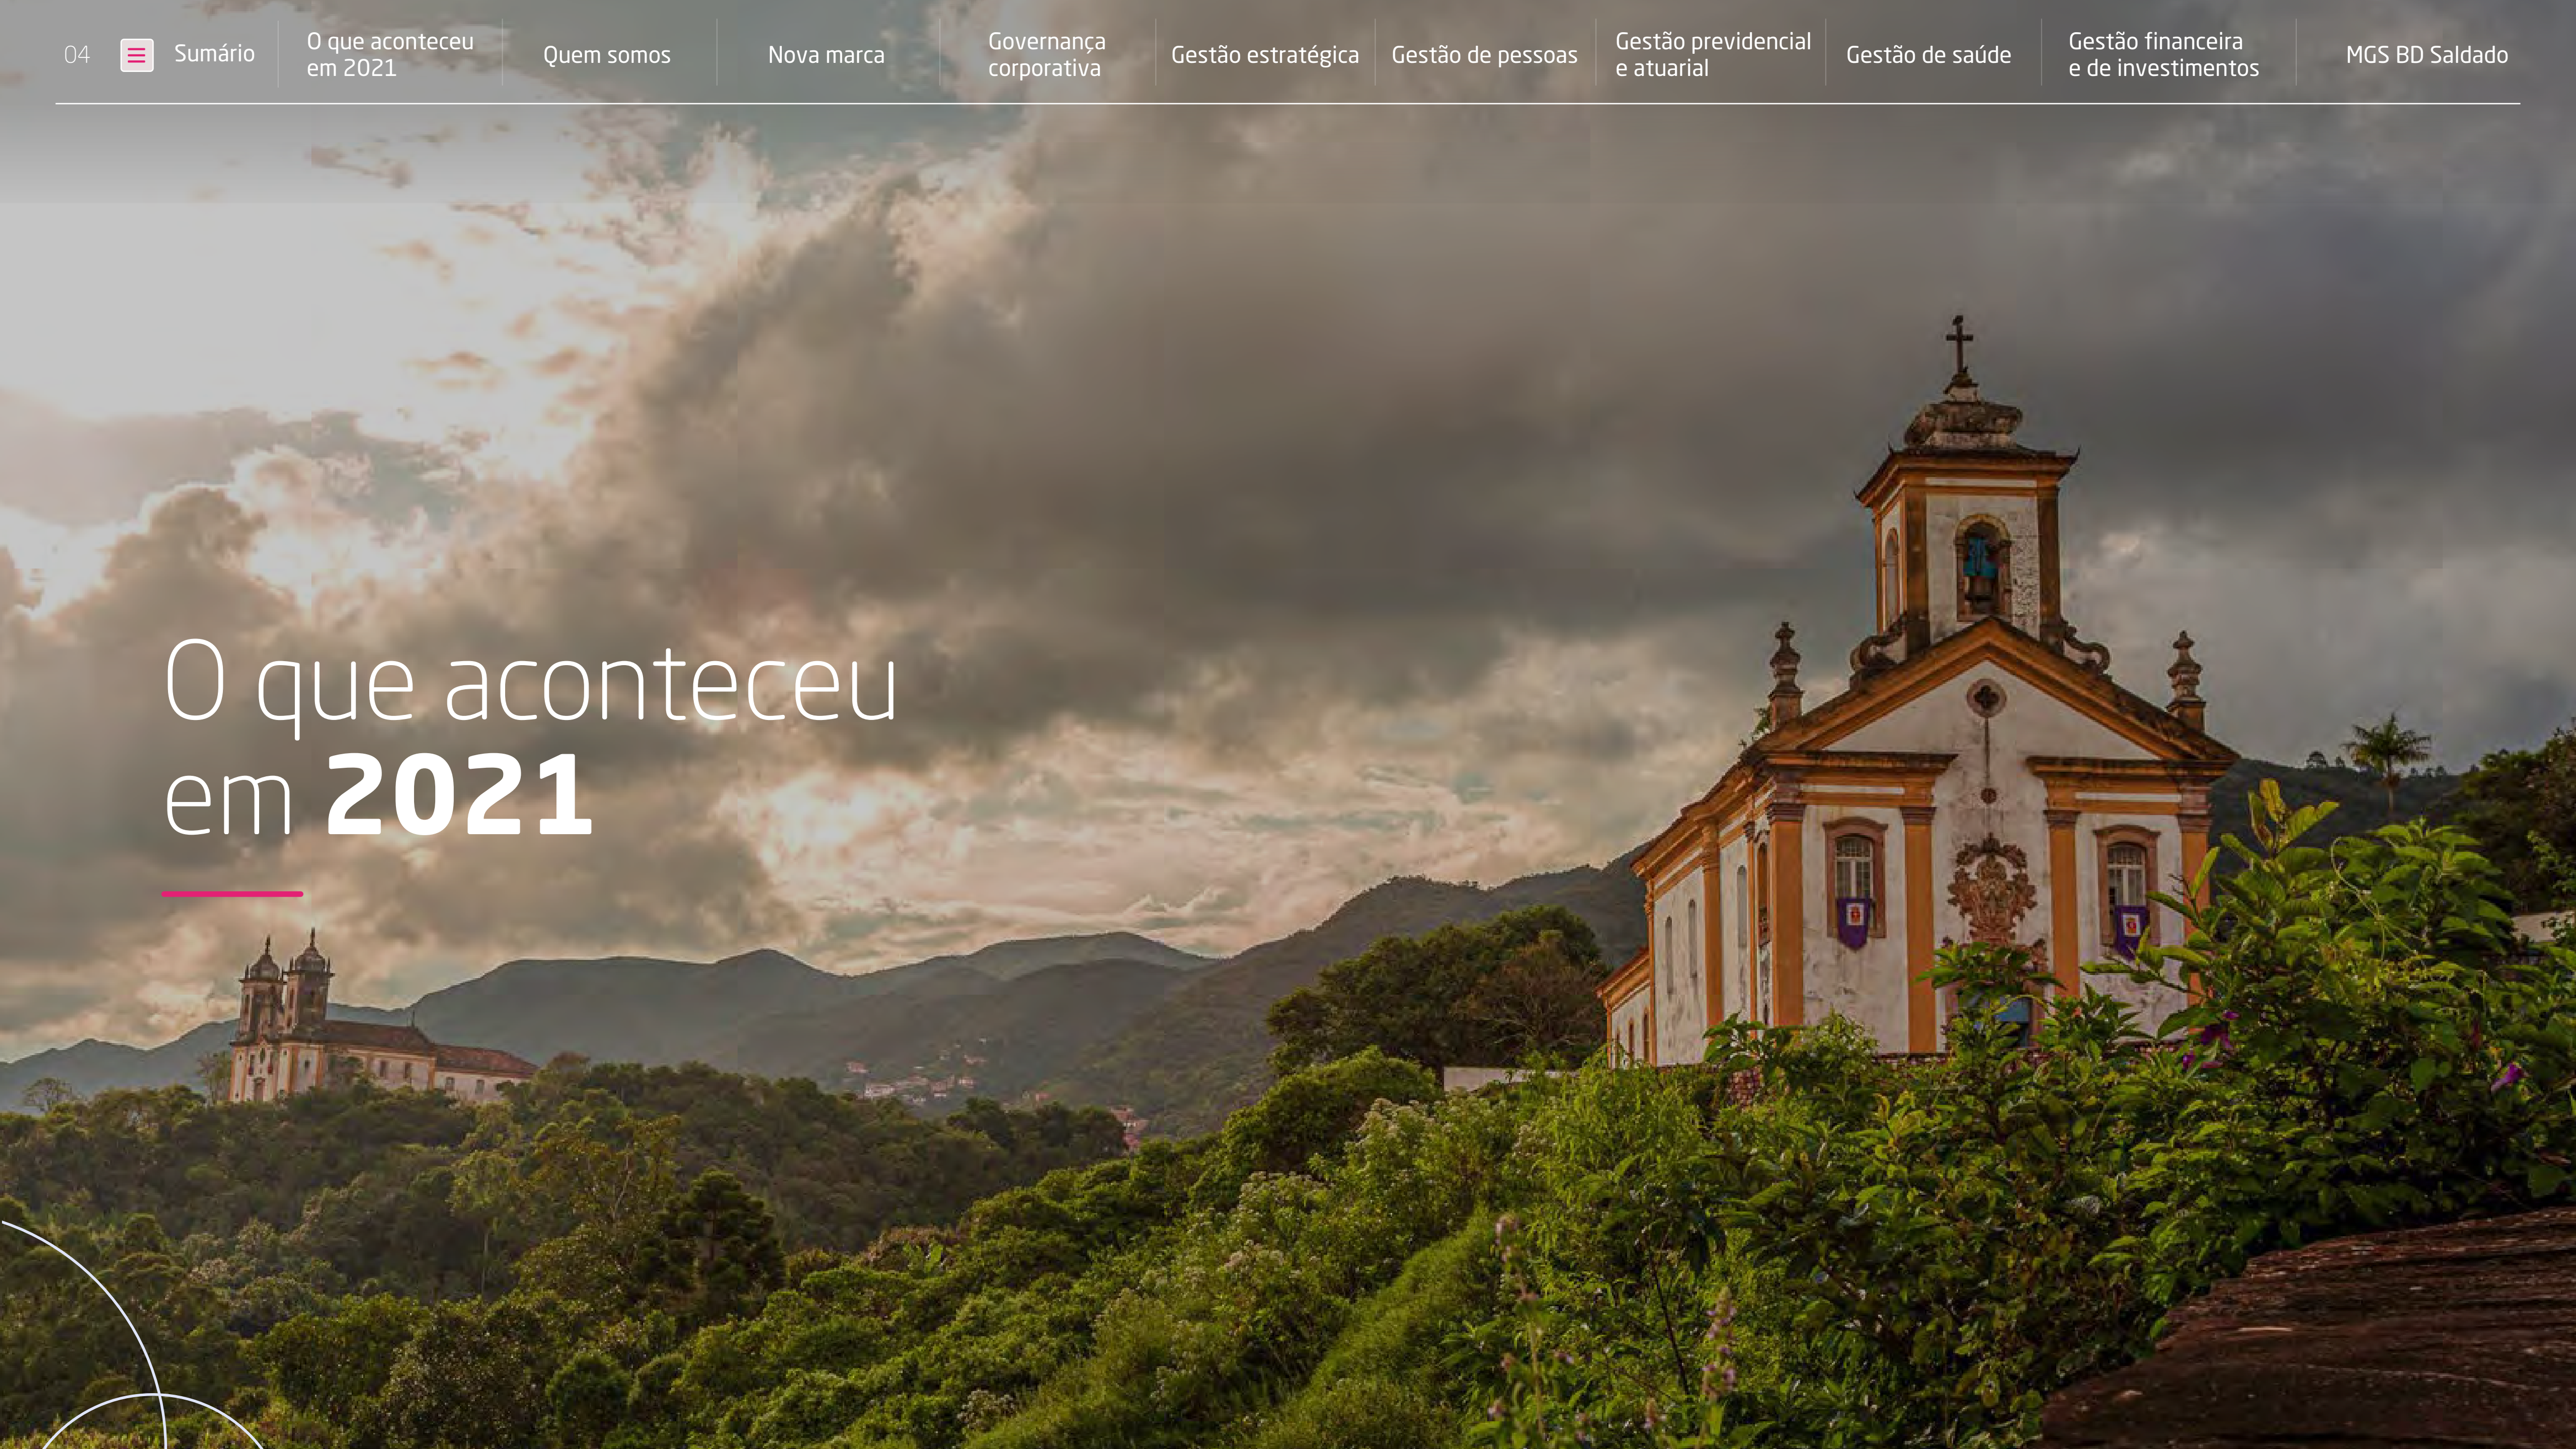 04
Sumário
O que aconteceu
em 2021
Quem somos
Nova marca
Governança
corporativa
Gestão estratégica
Gestão de pessoas
Gestão previdencial
e atuarial
Gestão de saúde
Gestão financeira
e de investimentos
MGS BD Saldado
O que aconteceu
em 2021